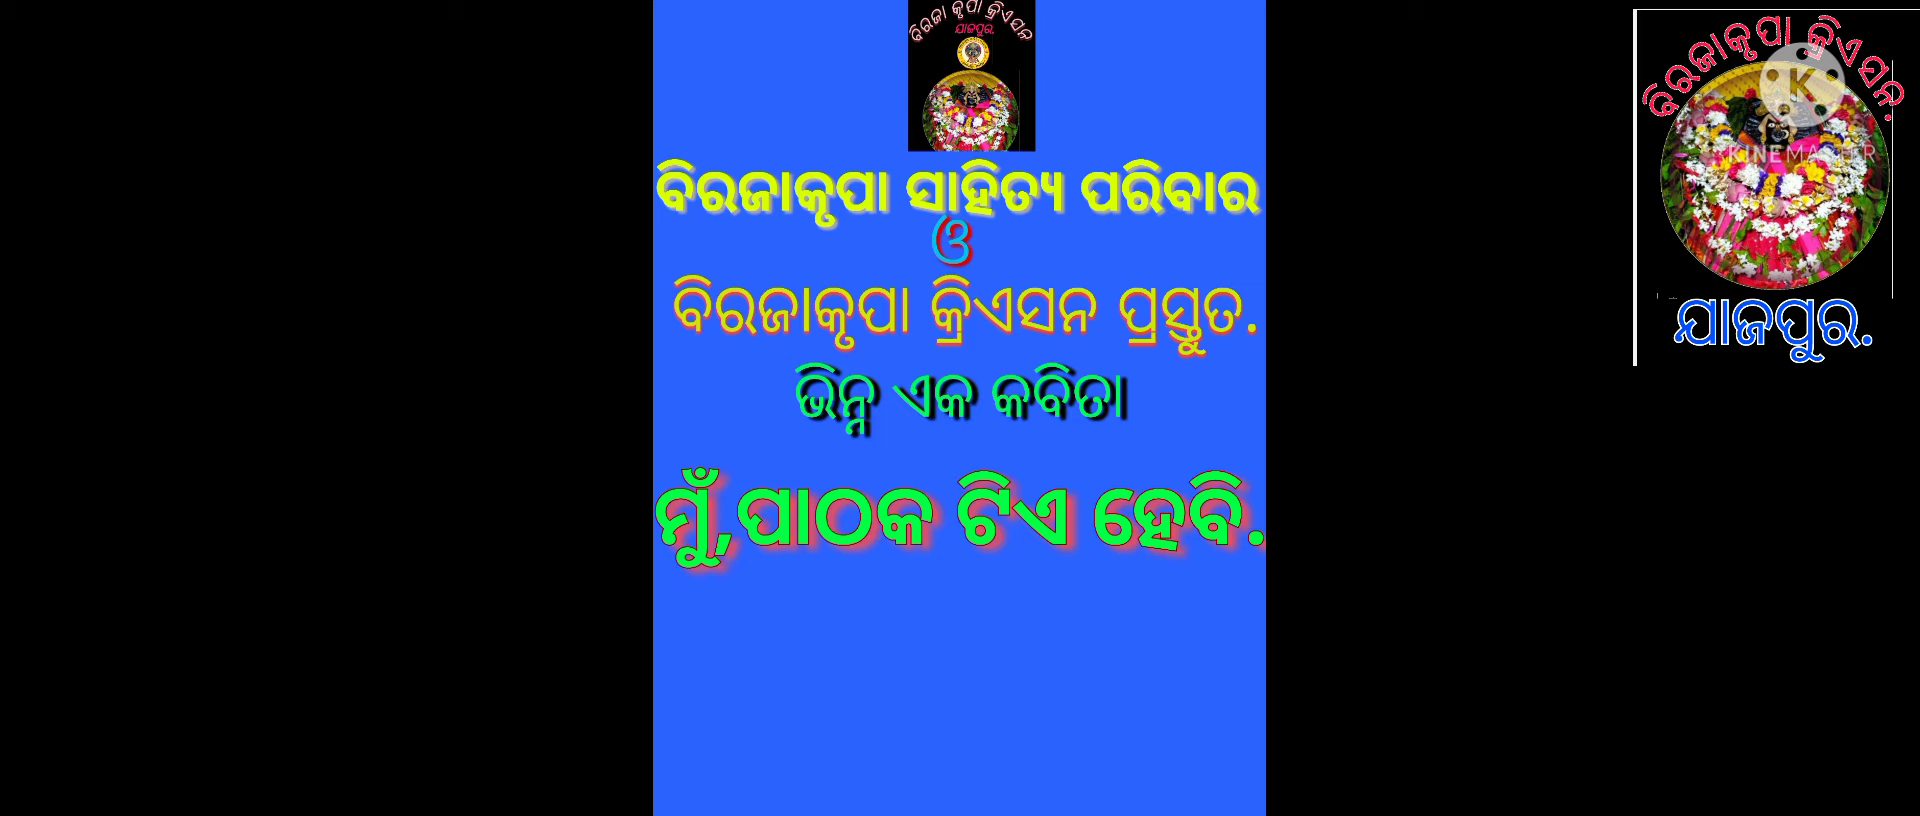 ବିରଜା କୃପା କ୍ରିଏସନ
ଯାଜପୁର.
ବିରଜାକୃପା ସାହିତ୍ୟ ପରିବାର
ଓ
ବିରଜାକୃପା କ୍ରିଏସନ ପ୍ରସ୍ତୁତ.
ଭିନ୍ନ ଏକ କବିତା
ମୁଁ,ପାଠକ ଟିଏ ହେବି.
ବିରଜାକୃପା କ୍ରିଏସନ.
K
KINEMASTER
ଯାଜପୁର.